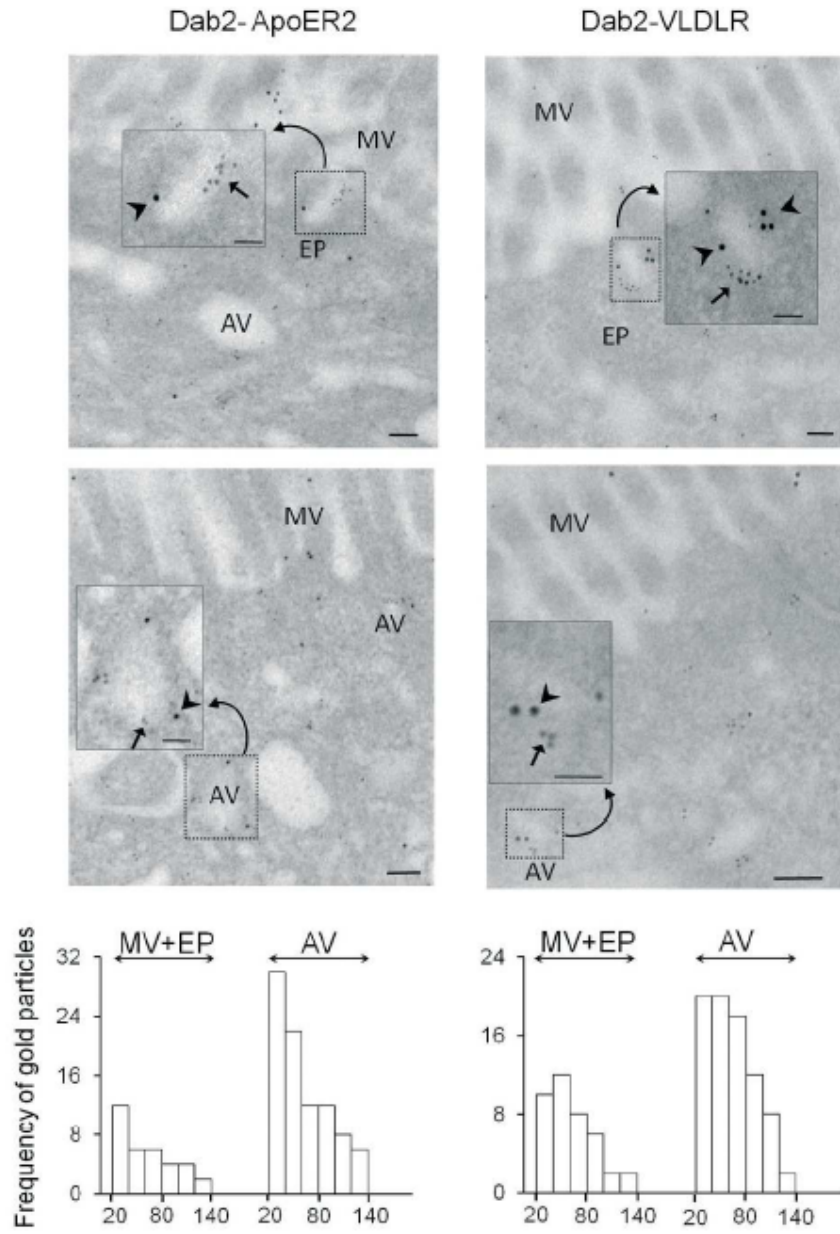 Dab2- ApoER2
Dab2-VLDLR
MV
EP
AV
MV
EP
MV
AV
AV
MV
AV
Frequency of gold particles
MV+EP
AV
32
24
16
8
0
20
80
140
20
80
140
MV+EP
AV
24
16
8
0
20
80
140
20
80
140